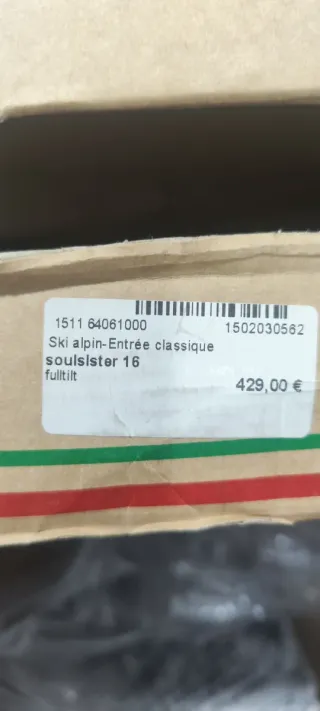 1511 64061000 1502030562
Ski alpin-Entrée classique
soulsister 16
fulltilt
429,00 €